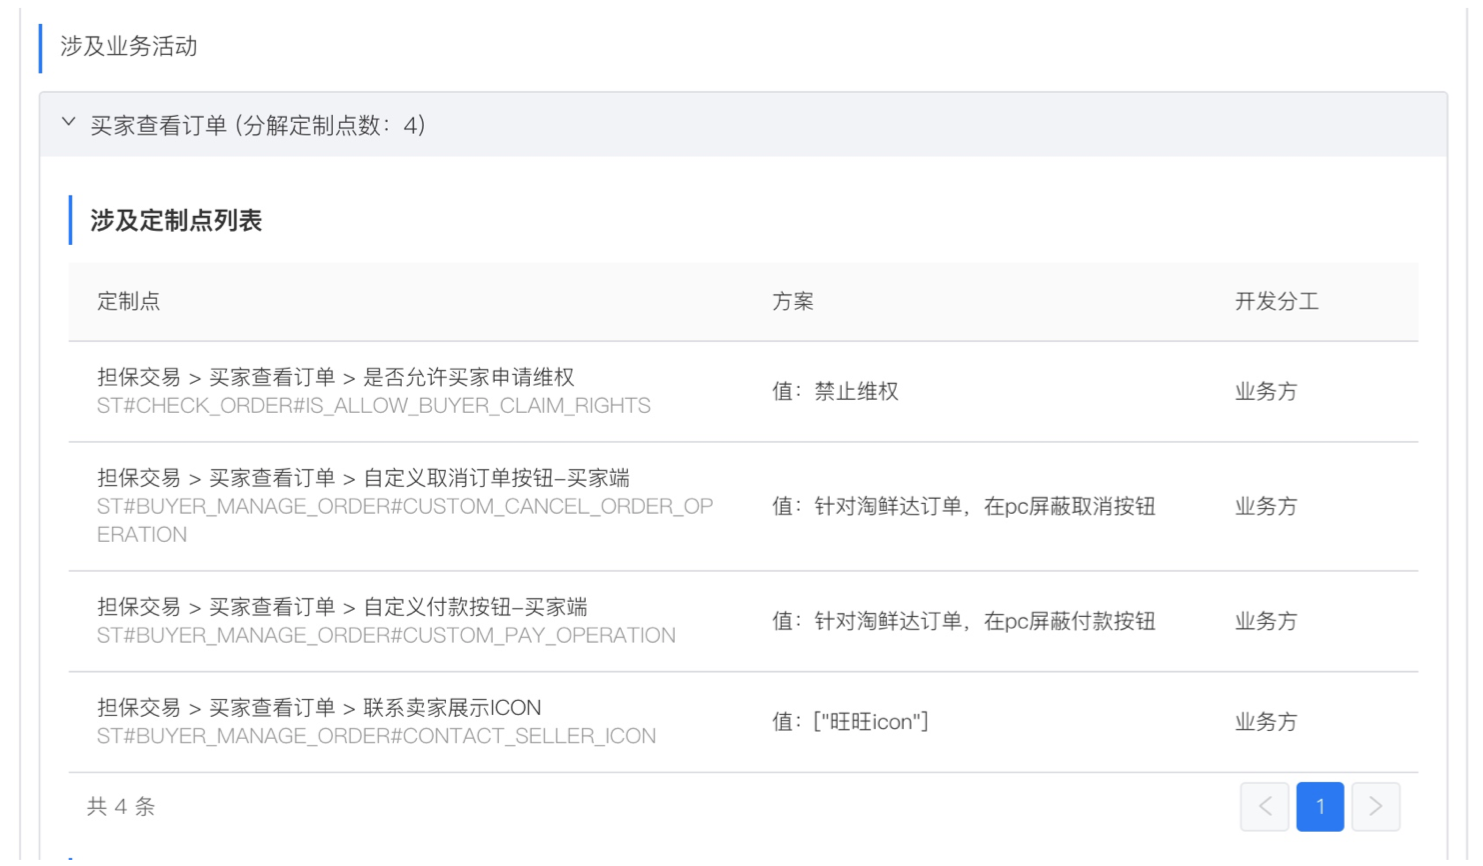 涉及业务活动
买家查看订单 (分解定制点数：4)
涉及定制点列表
定制点 方案 开发分工
担保交易 > 买家查看订单 > 是否允许买家申请维权
ST#CHECK_ORDER#IS_ALLOW_BUYER_CLAIM_RIGHTS
值：禁止维权 业务方
担保交易 > 买家查看订单 > 自定义取消订单按钮-买家端
ST#BUYER_MANAGE_ORDER#CUSTOM_CANCEL_ORDER_OP
ERATION
值：针对淘鲜达订单，在pc屏蔽取消按钮 业务方
担保交易 > 买家查看订单 > 自定义付款按钮-买家端
ST#BUYER_MANAGE_ORDER#CUSTOM_PAY_OPERATION
值：针对淘鲜达订单，在pc屏蔽付款按钮 业务方
担保交易 > 买家查看订单 > 联系卖家展示ICON
ST#BUYER_MANAGE_ORDER#CONTACT_SELLER_ICON
值：["旺旺icon"] 业务方
共 4 条 < 1 >